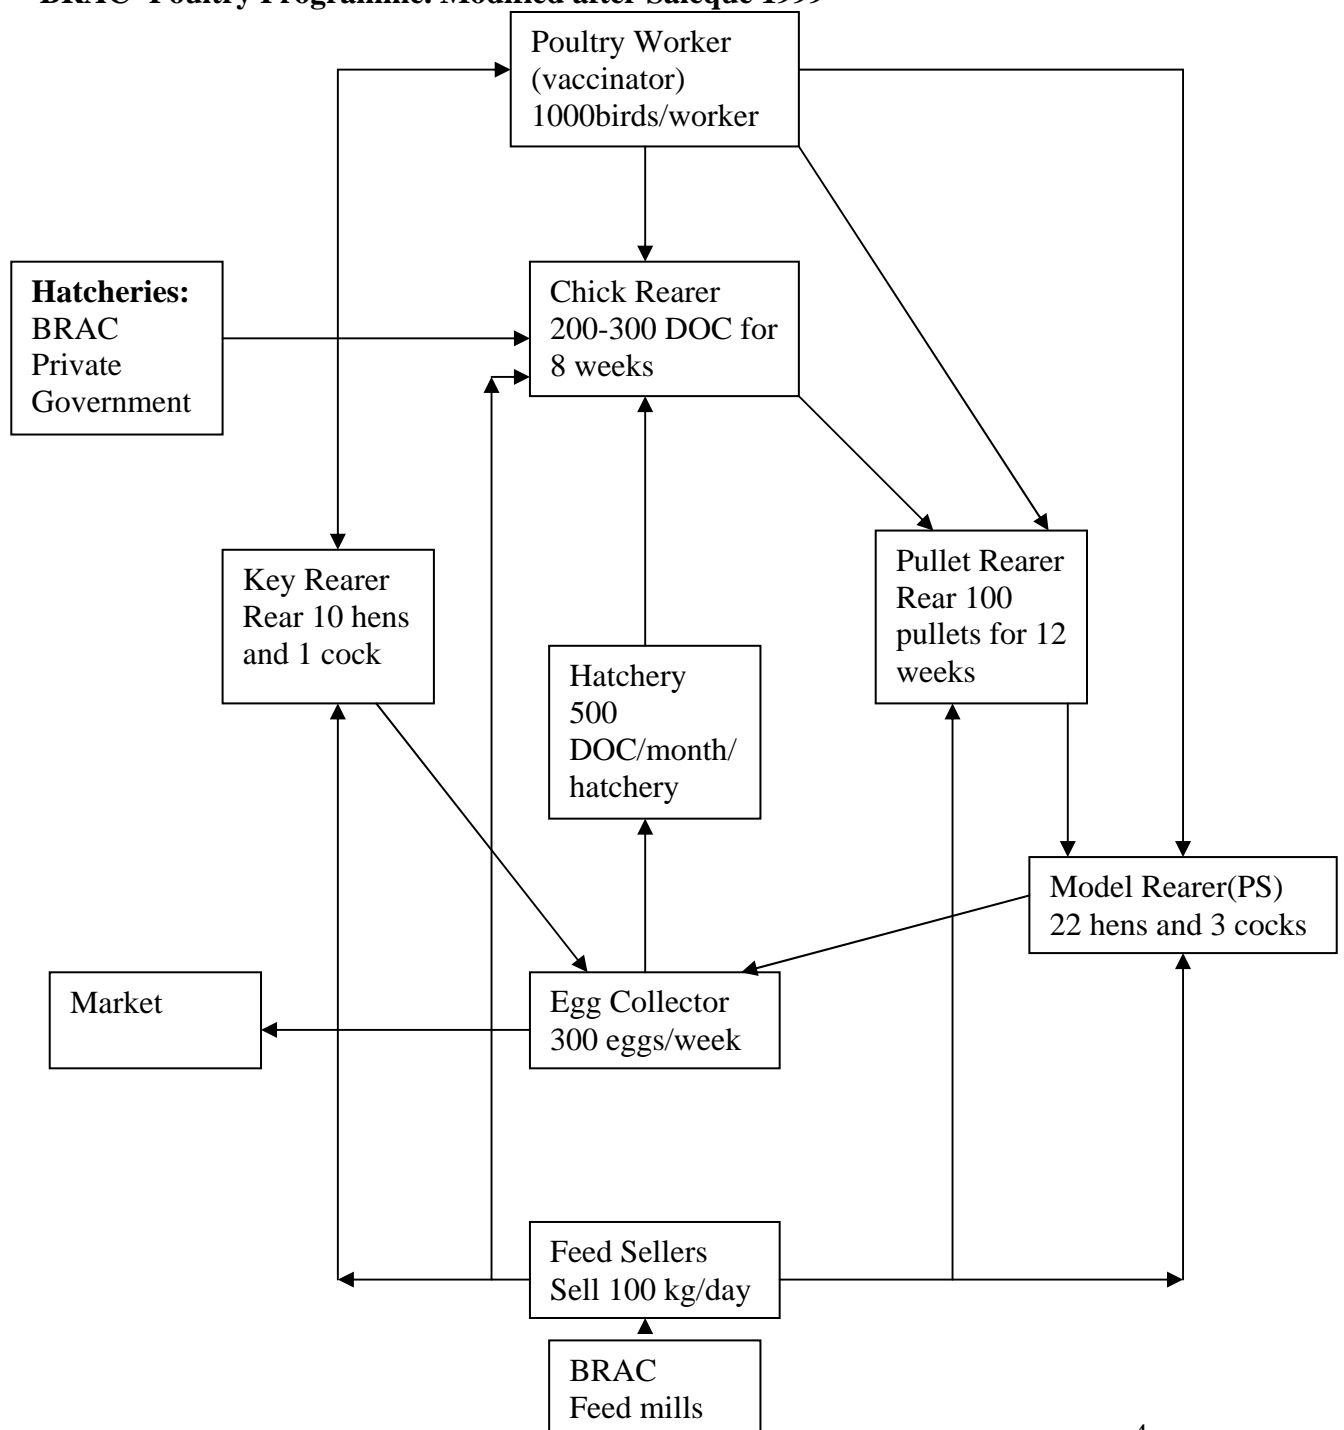 BRAC Poultry Programme. Modified after Saleque 1999
Poultry Worker
(vaccinator)
1000birds/worker
Hatcheries:
BRAC
Private
Government
Chick Rearer
200-300 DOC for
8 weeks
Key Rearer
Rear 10 hens
and 1 cock
Pullet Rearer
Rear 100
pullets for 12
weeks
Hatchery
500
DOC/month/
hatchery
Model Rearer(PS)
22 hens and 3 cocks
Market
Egg Collector
300 eggs/week
Feed Sellers
Sell 100 kg/day
BRAC
Feed mills